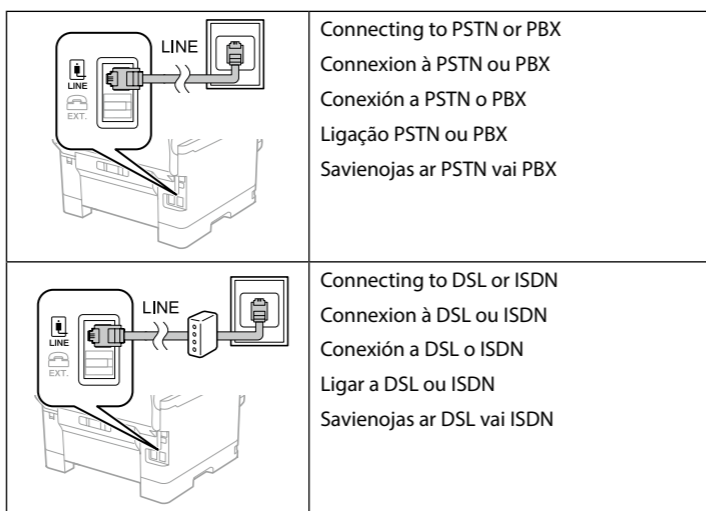 LINE
LINE
EXT.
Connecting to PSTN or PBX
Connexion à PSTN ou PBX
Conexión a PSTN o PBX
Ligação PSTN ou PBX
Savienojas ar PSTN vai PBX
LINE
LINE
EXT.
Connecting to DSL or ISDN
Connexion à DSL ou ISDN
Conexión a DSL o ISDN
Ligar a DSL ou ISDN
Savienojas ar DSL vai ISDN